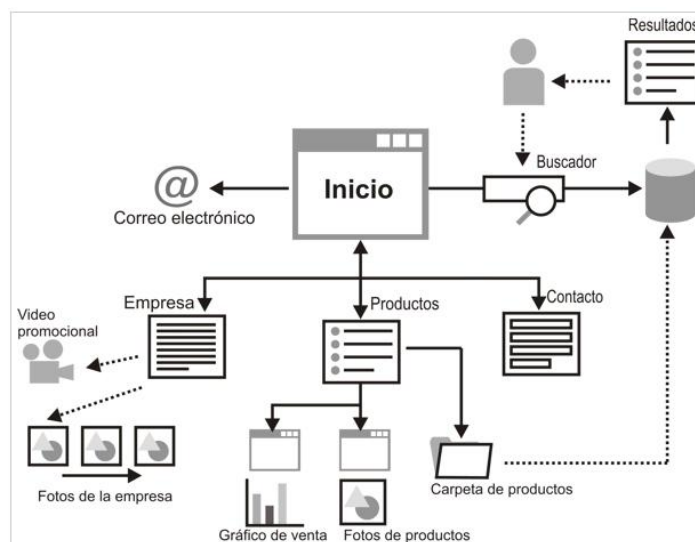 Resultados
Buscador
Inicio
@
Correo electrónico
Empresa
Productos
Contacto
Video
promocional
Fotos de la empresa
Gráfico de venta
Fotos de productos
Carpeta de productos